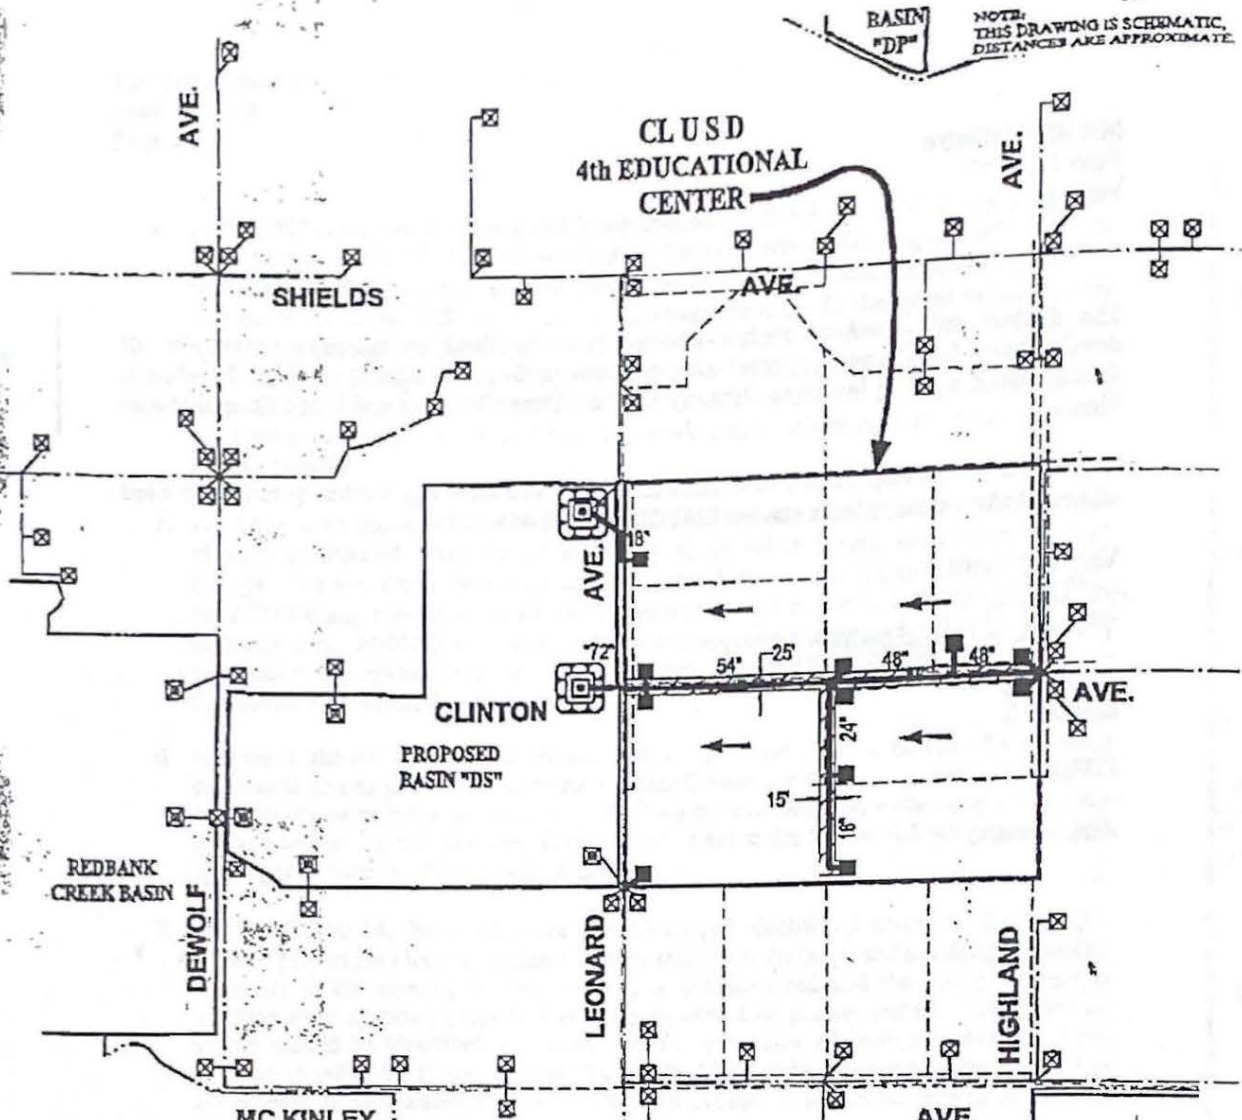 BASIN
"DP"
NOTE:
THIS DRAWING IS SCHEMATIC,
DISTANCES ARE APPROXIMATE.
AVE.
CLUSD
4th EDUCATIONAL
CENTER
AVE.
SHIELDS
AVE.
AVE.
18"
72"
54"
25'
48"
48"
CLINTON
AVE.
PROPOSED
BASIN "DS"
24"
15'
18"
REDBANK
CREEK BASIN
DEWOLF
LEONARD
HIGHLAND
MC KINLEY
AVE.